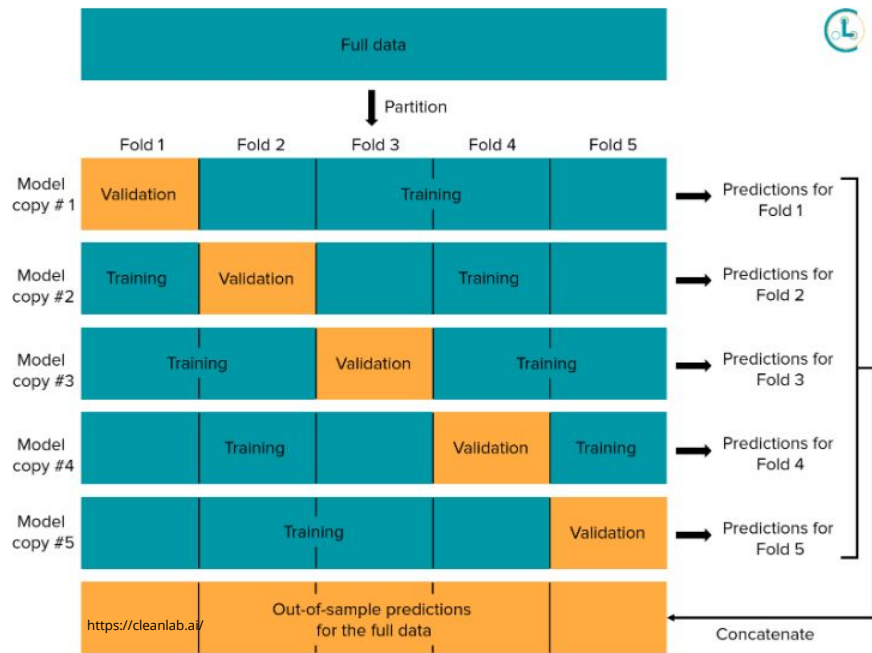 Full data
Partition
Fold 1 Fold 2 Fold 3 Fold 4 Fold 5
Model
copy # 1
Validation
Training
Predictions for
Fold 1
Model
copy #2
Training
Validation
Training
Predictions for
Fold 2
Model
copy #3
Training
Validation
Training
Predictions for
Fold 3
Model
copy #4
Training
Validation
Training
Predictions for
Fold 4
Model
copy #5
Training
Validation
Predictions for
Fold 5
https://cleanlab.ai/
Out-of-sample predictions
for the full data
Concatenate
L